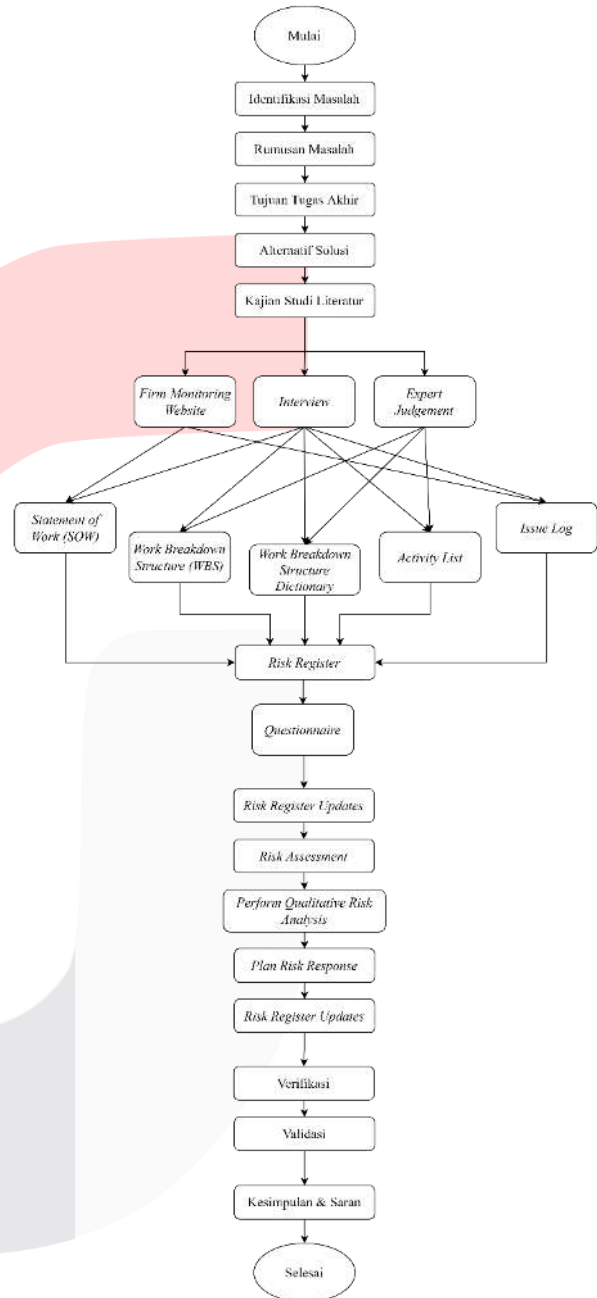 Mulai
Identifikasi Masalah
Rumusan Masalah
Tujuan Tugas Akhir
Alternatif Solusi
Kajian Studi Literatur
Firm Monitoring
Website
Interview
Expert
Judgement
Statement of
Work (SOW)
Work Breakdown
Structure (WBS)
Work Breakdown
Structure
Dictionary
Activity List
Issue Log
Risk Register
Questionnaire
Risk Register Updates
Risk Assessment
Perform Qualitative Risk
Analysis
Plan Risk Response
Risk Register Updates
Verifikasi
Validasi
Kesimpulan & Saran
Selesai